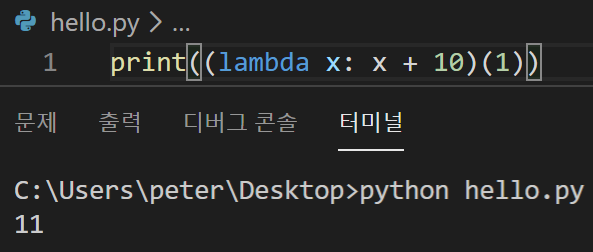 hello.py > ...
1 print((lambda x: x + 10)(1))
문제 출력 디버그 콘솔 터미널
C:\Users\peter\Desktop>python hello.py
11